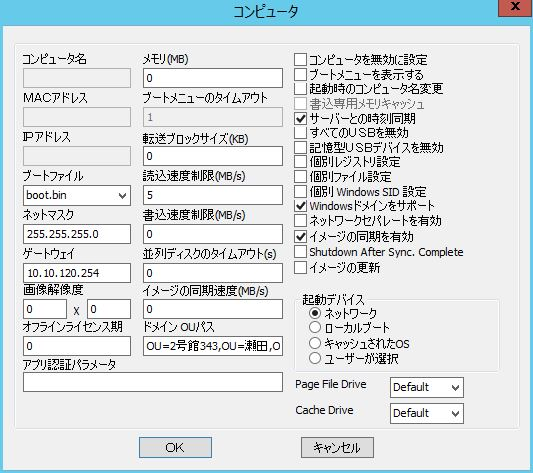 コンピュータ
X
コンピュータ名
MACアドレス
IPアドレス
ブートファイル
boot.bin
ネットマスク
255.255.255.0
ゲートウェイ
10.10.120.254
画像解像度
0 x 0
オフラインライセンス期
0
アプリ認証パラメータ
メモリ(MB)
0
ブートメニューのタイムアウト
1
転送ブロックサイズ(KB)
0
読込速度制限(MB/s)
5
書込速度制限(MB/s)
0
並列ディスクのタイムアウト(s)
0
イメージの同期速度(MB/s)
0
ドメイン OUパス
OU=2号館343,OU=瀬田,O
コンピュータを無効に設定
ブートメニューを表示する
起動時のコンピュータ名変更
書込専用メモリキャッシュ
サーバーとの時刻同期
すべてのUSBを無効
記憶型USBデバイスを無効
個別レジストリ設定
個別ファイル設定
個別 Windows SID 設定
Windowsドメインをサポート
ネットワークセパレートを有効
イメージの同期を有効
Shutdown After Sync. Complete
イメージの更新
起動デバイス
ネットワーク
ローカルブート
キャッシュされたOS
ユーザーが選択
Page File Drive Default
Cache Drive Default
OK キャンセル